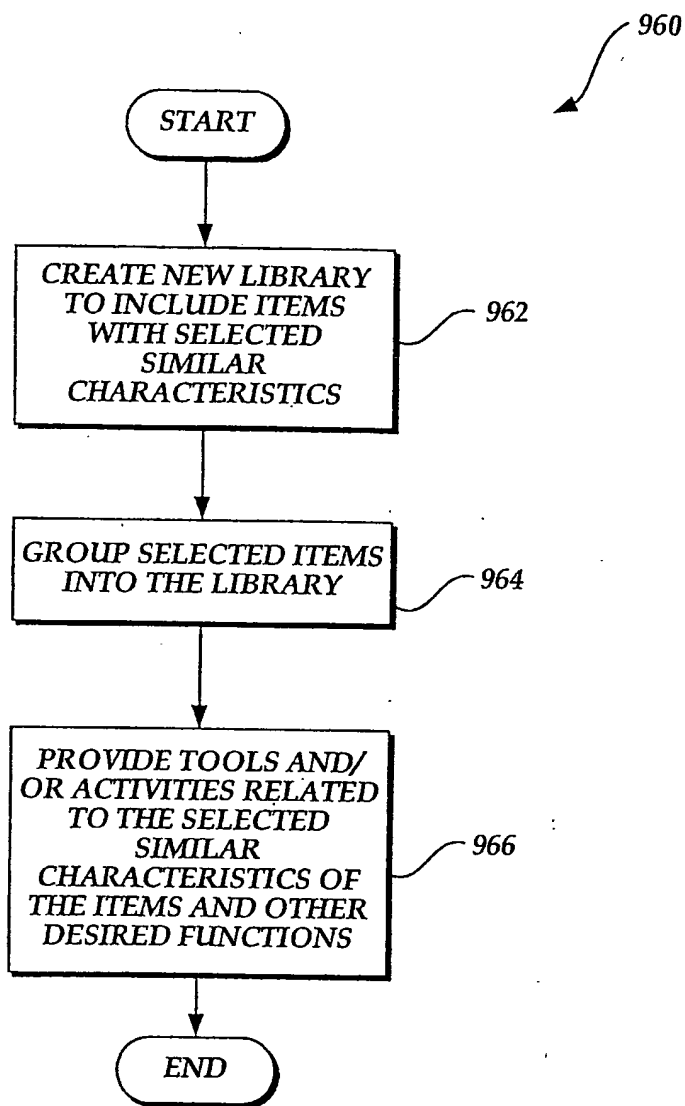 960
START
CREATE NEW LIBRARY
TO INCLUDE ITEMS
WITH SELECTED
SIMILAR
CHARACTERISTICS
962
GROUP SELECTED ITEMS
INTO THE LIBRARY
964
PROVIDE TOOLS AND/
OR ACTIVITIES RELATED
TO THE SELECTED
SIMILAR
CHARACTERISTICS OF
THE ITEMS AND OTHER
DESIRED FUNCTIONS
966
END